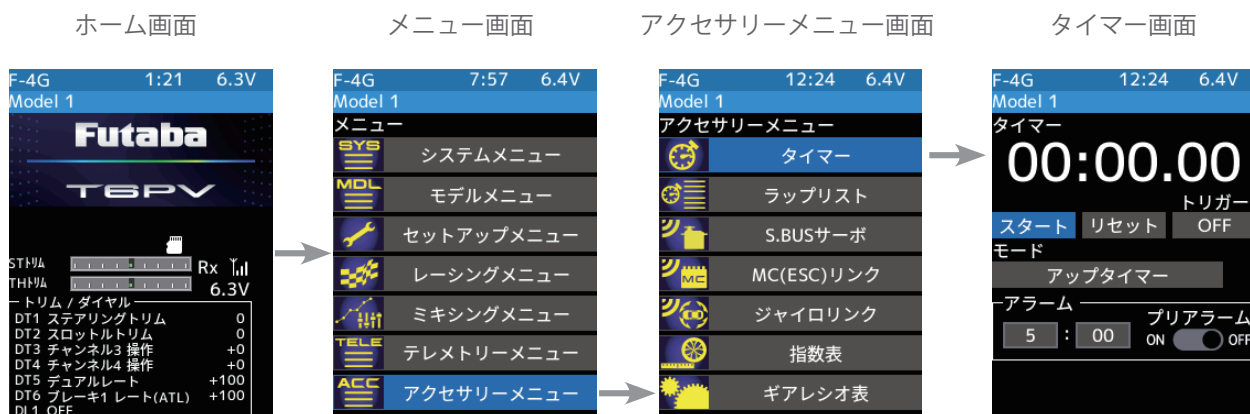 ホーム画面
メニュー画面
アクセサリーメニュー画面
タイマー画面
F-4G 1:21 6.3V
Model 1
Futaba
T6PV
STトリム
THトリム
Rx
6.3V
トリム / ダイヤル
DT1 ステアリングトリム 0
DT2 スロットルトリム 0
DT3 チャンネル3 操作 +0
DT4 チャンネル4 操作 +0
DT5 デュアルレート +100
DT6 ブレーキ1 レート(ATL) +100
DL1 OFF
F-4G 7:57 6.4V
Model 1
メニュー
SYS システムメニュー
MDL モデルメニュー
セットアップメニュー
レーシングメニュー
ミキシングメニュー
TELE テレメトリーメニュー
ACC アクセサリーメニュー
F-4G 12:24 6.4V
Model 1
アクセサリーメニュー
タイマー
ラップリスト
S.BUSサーボ
MC MC(ESC)リンク
ジャイロリンク
指数表
ギアレシオ表
F-4G 12:24 6.4V
Model 1
タイマー
00:00.00
トリガー
スタート リセット OFF
モード
アップタイマー
アラーム
プリアラーム
5 : 00 ON OFF